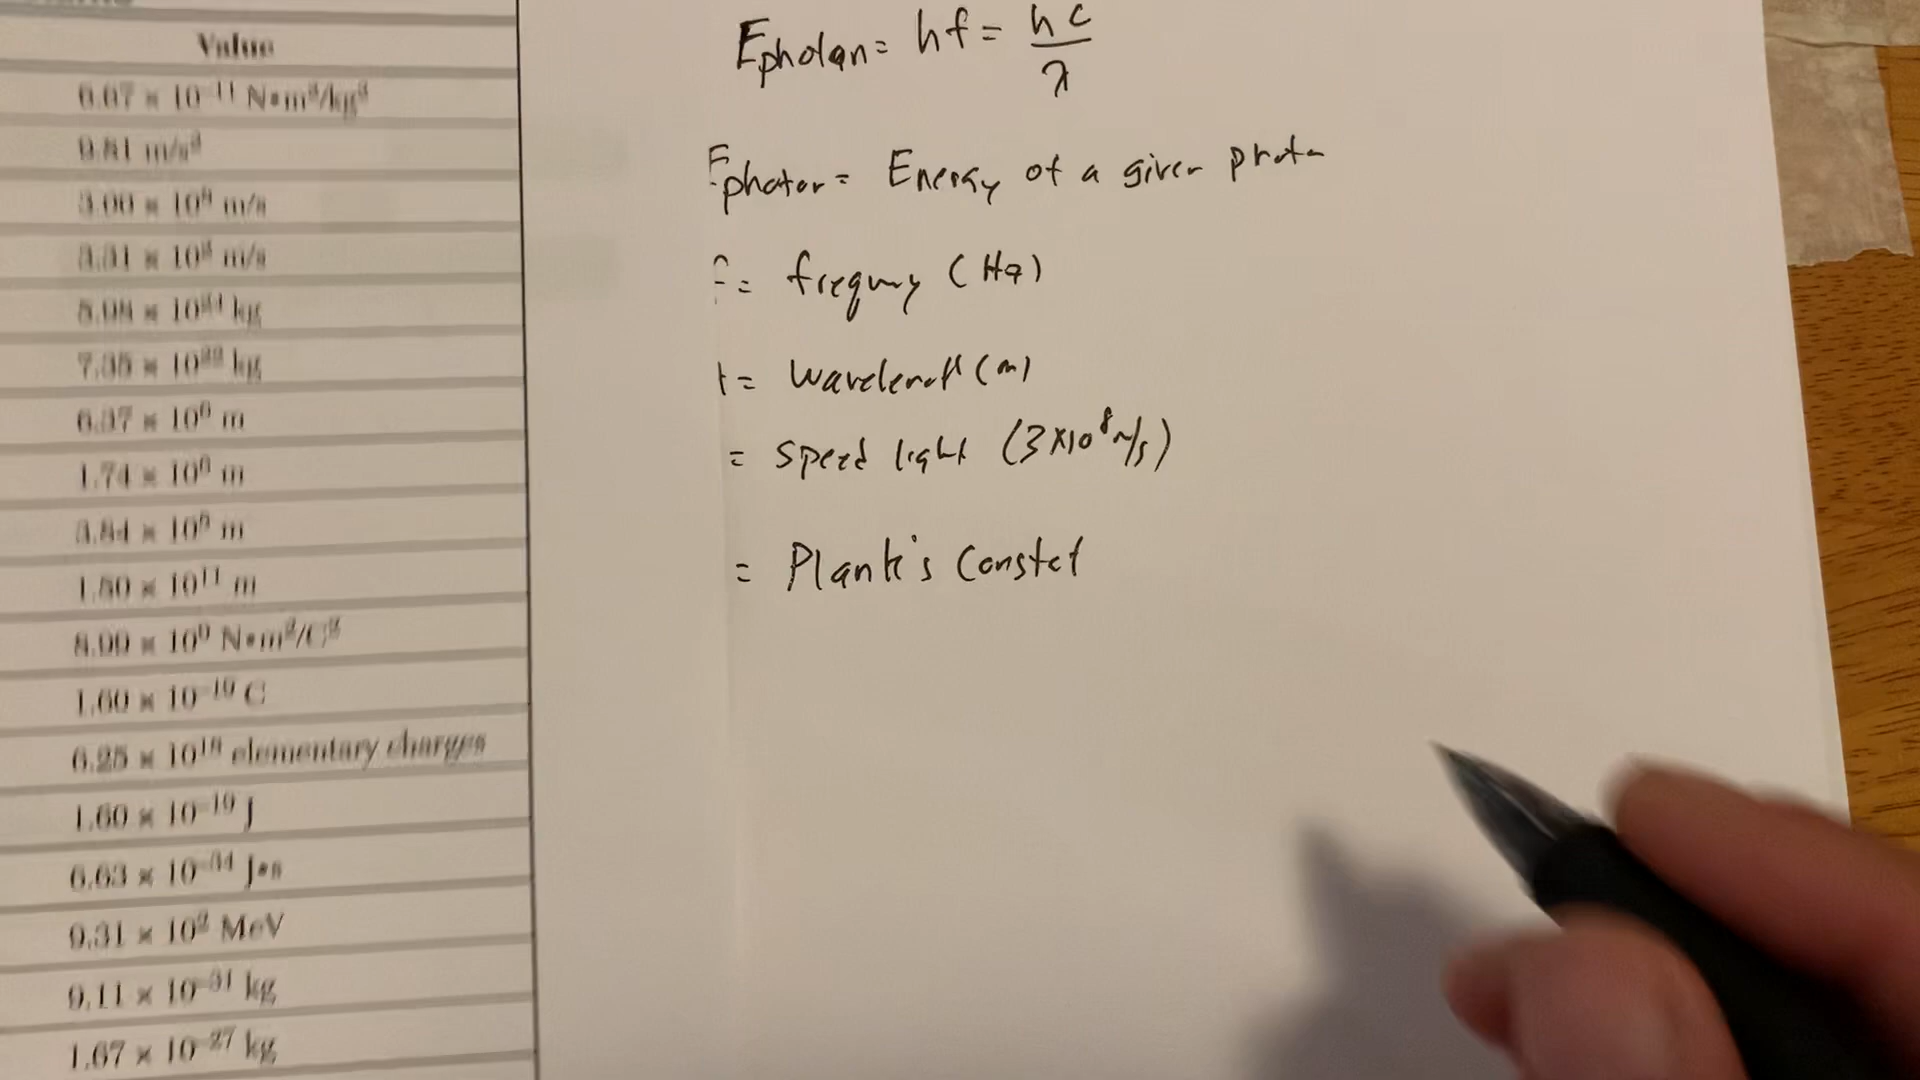 Value
6.67 × 10⁻¹¹ N•m²/kg²
9.81 m/s²
3.00 × 10⁸ m/s
3.31 × 10² m/s
5.98 × 10²⁴ kg
7.35 × 10²² kg
6.37 × 10⁶ m
1.74 × 10⁶ m
3.84 × 10⁸ m
1.50 × 10¹¹ m
8.99 × 10⁹ N•m²/C²
1.60 × 10⁻¹⁹ C
6.25 × 10¹⁸ elementary charges
1.60 × 10⁻¹⁹ J
6.63 × 10⁻³⁴ J•s
9.31 × 10² MeV
9.11 × 10⁻³¹ kg
1.67 × 10⁻²⁷ kg
Ephoton = hf = hc/λ
Ephoton = Energy of a given photon
f = frequency (Hz)
= wavelength (m)
= speed light (3×10⁸ m/s)
= Plank's Constet